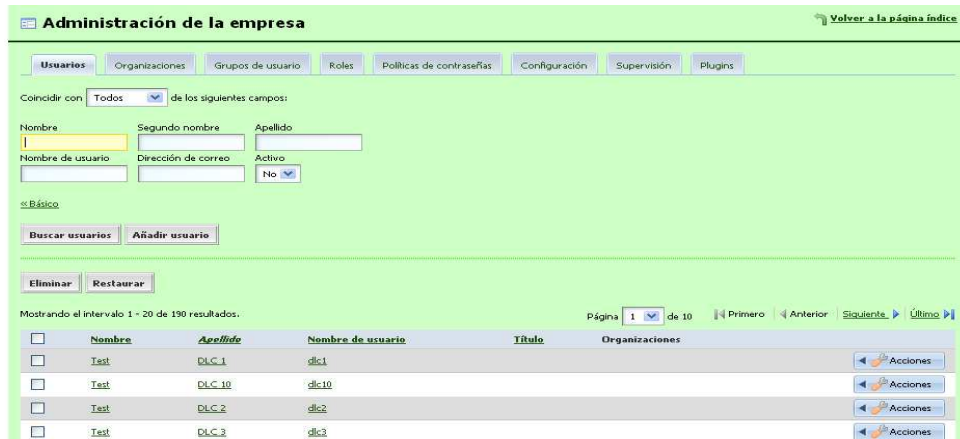 Administración de la empresa
Volver a la página índice
Usuarios Organizaciones Grupos de usuario Roles Políticas de contraseñas Configuración Supervisión Plugins
Coincidir con Todos de los siguientes campos:
Nombre Segundo nombre Apellido
Nombre de usuario Dirección de correo Activo
No
<< Básico
Buscar usuarios Añadir usuario
Eliminar Restaurar
Mostrando el intervalo 1 - 20 de 190 resultados.
Página 1 de 10 Primero Anterior Siguiente Último
Nombre Apellido Nombre de usuario Título Organizaciones
Test DLC 1 dlc1 Acciones
Test DLC 10 dlc10 Acciones
Test DLC 2 dlc2 Acciones
Test DLC 3 dlc3 Acciones